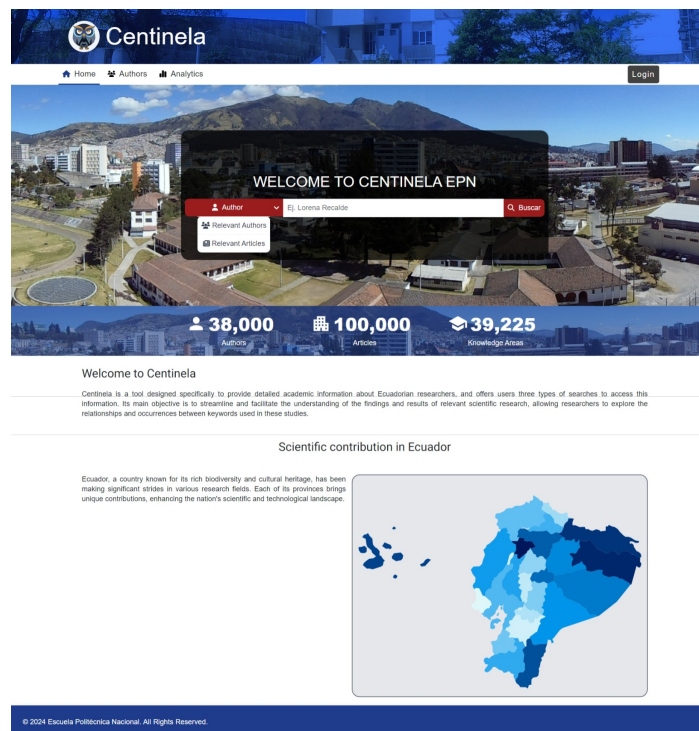 Centinela
Home Authors Analytics Login
WELCOME TO CENTINELA EPN
Author Ej. Lorena Recalde Buscar
Relevant Authors
Relevant Articles
38,000 100,000 39,225
Authors Articles Knowledge Areas
Welcome to Centinela
Centinela is a tool designed specifically to provide detailed academic information about Ecuadorian researchers, and offers users three types of searches to access this
information. Its main objective is to streamline and facilitate the understanding of the findings and results of relevant scientific research, allowing researchers to explore the
relationships and occurrences between keywords used in these studies.
Scientific contribution in Ecuador
Ecuador, a country known for its rich biodiversity and cultural heritage, has been
making significant strides in various research fields. Each of its provinces brings
unique contributions, enhancing the nation's scientific and technological landscape.
© 2024 Escuela Politécnica Nacional. All Rights Reserved.